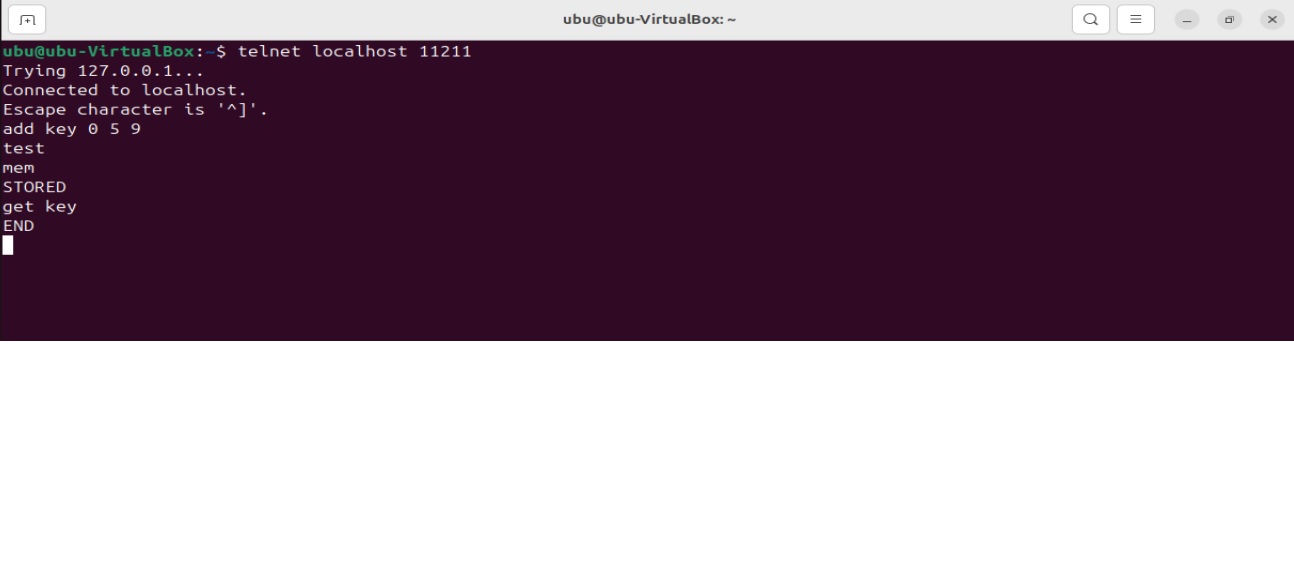 ubu@ubu-VirtualBox: ~
ubu@ubu-VirtualBox:~$ telnet localhost 11211
Trying 127.0.0.1...
Connected to localhost.
Escape character is '^]'.
add key 0 5 9
test
mem
STORED
get key
END